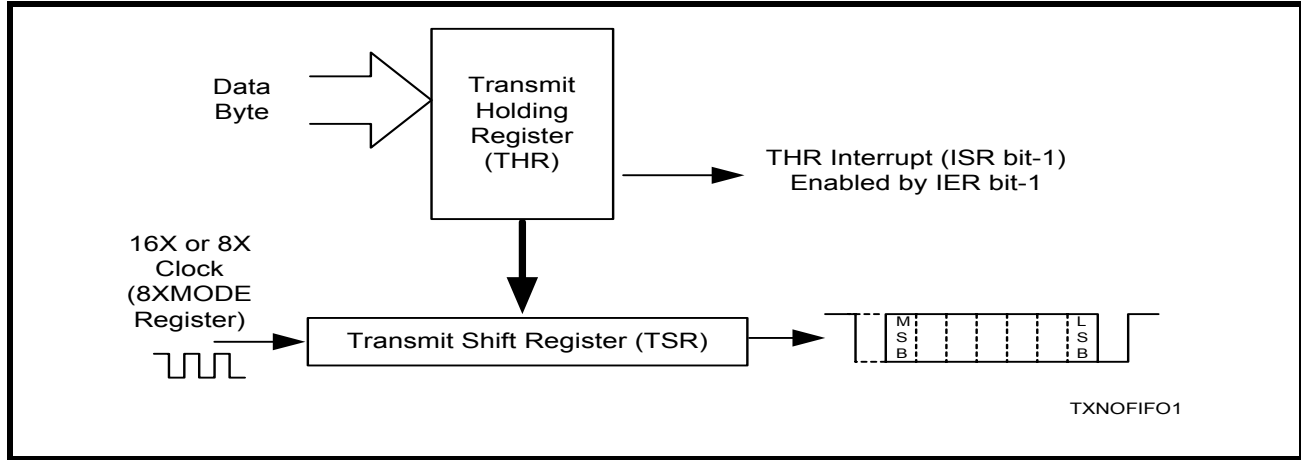 Data
Byte
Transmit
Holding
Register
(THR)
THR Interrupt (ISR bit-1)
Enabled by IER bit-1
16X or 8X
Clock
(8XMODE
Register)
Transmit Shift Register (TSR)
M
S
B
L
S
B
TXNOFIFO1